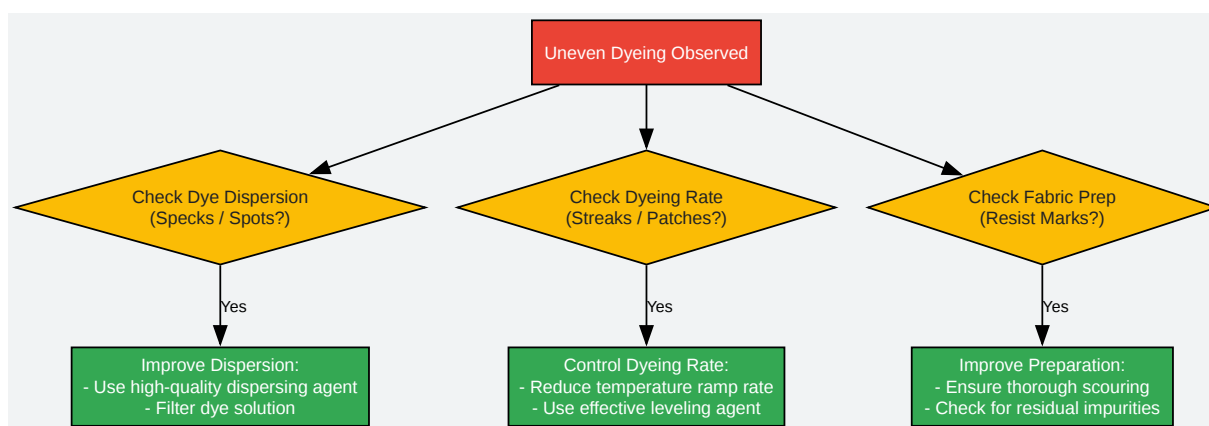 Uneven Dyeing Observed
Check Dye Dispersion
(Specks / Spots?)
Check Dyeing Rate
(Streaks / Patches?)
Check Fabric Prep
(Resist Marks?)
Yes
Yes
Yes
Improve Dispersion:
- Use high-quality dispersing agent
- Filter dye solution
Control Dyeing Rate:
- Reduce temperature ramp rate
- Use effective leveling agent
Improve Preparation:
- Ensure thorough scouring
- Check for residual impurities